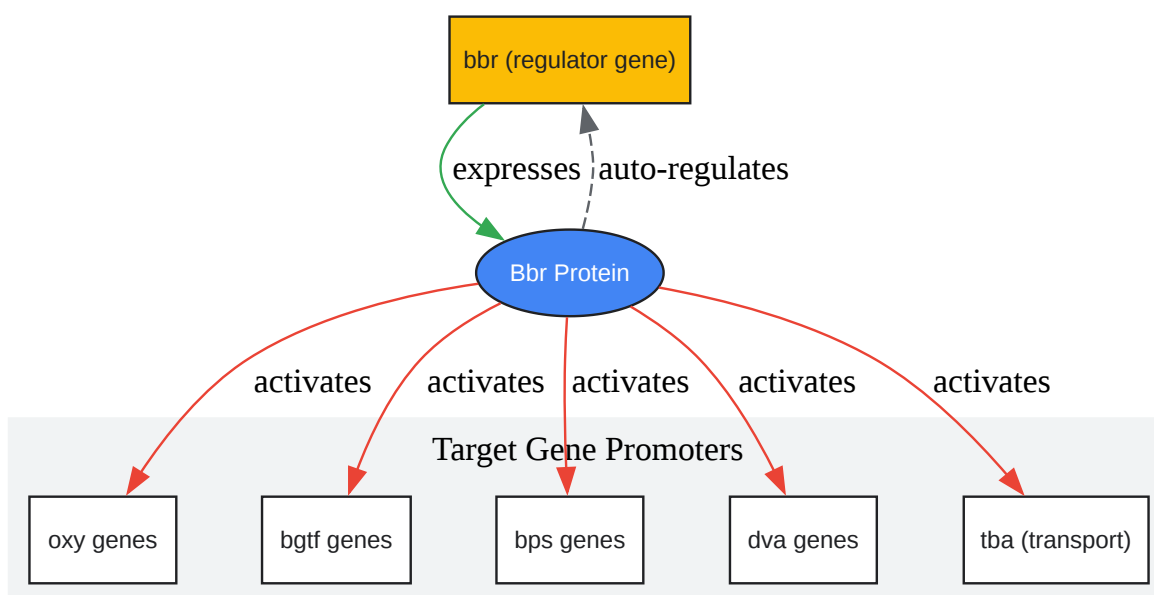 bbr (regulator gene)
expresses
auto-regulates
Bbr Protein
activates
activates
activates
activates
activates
Target Gene Promoters
oxy genes
bgtf genes
bps genes
dva genes
tba (transport)